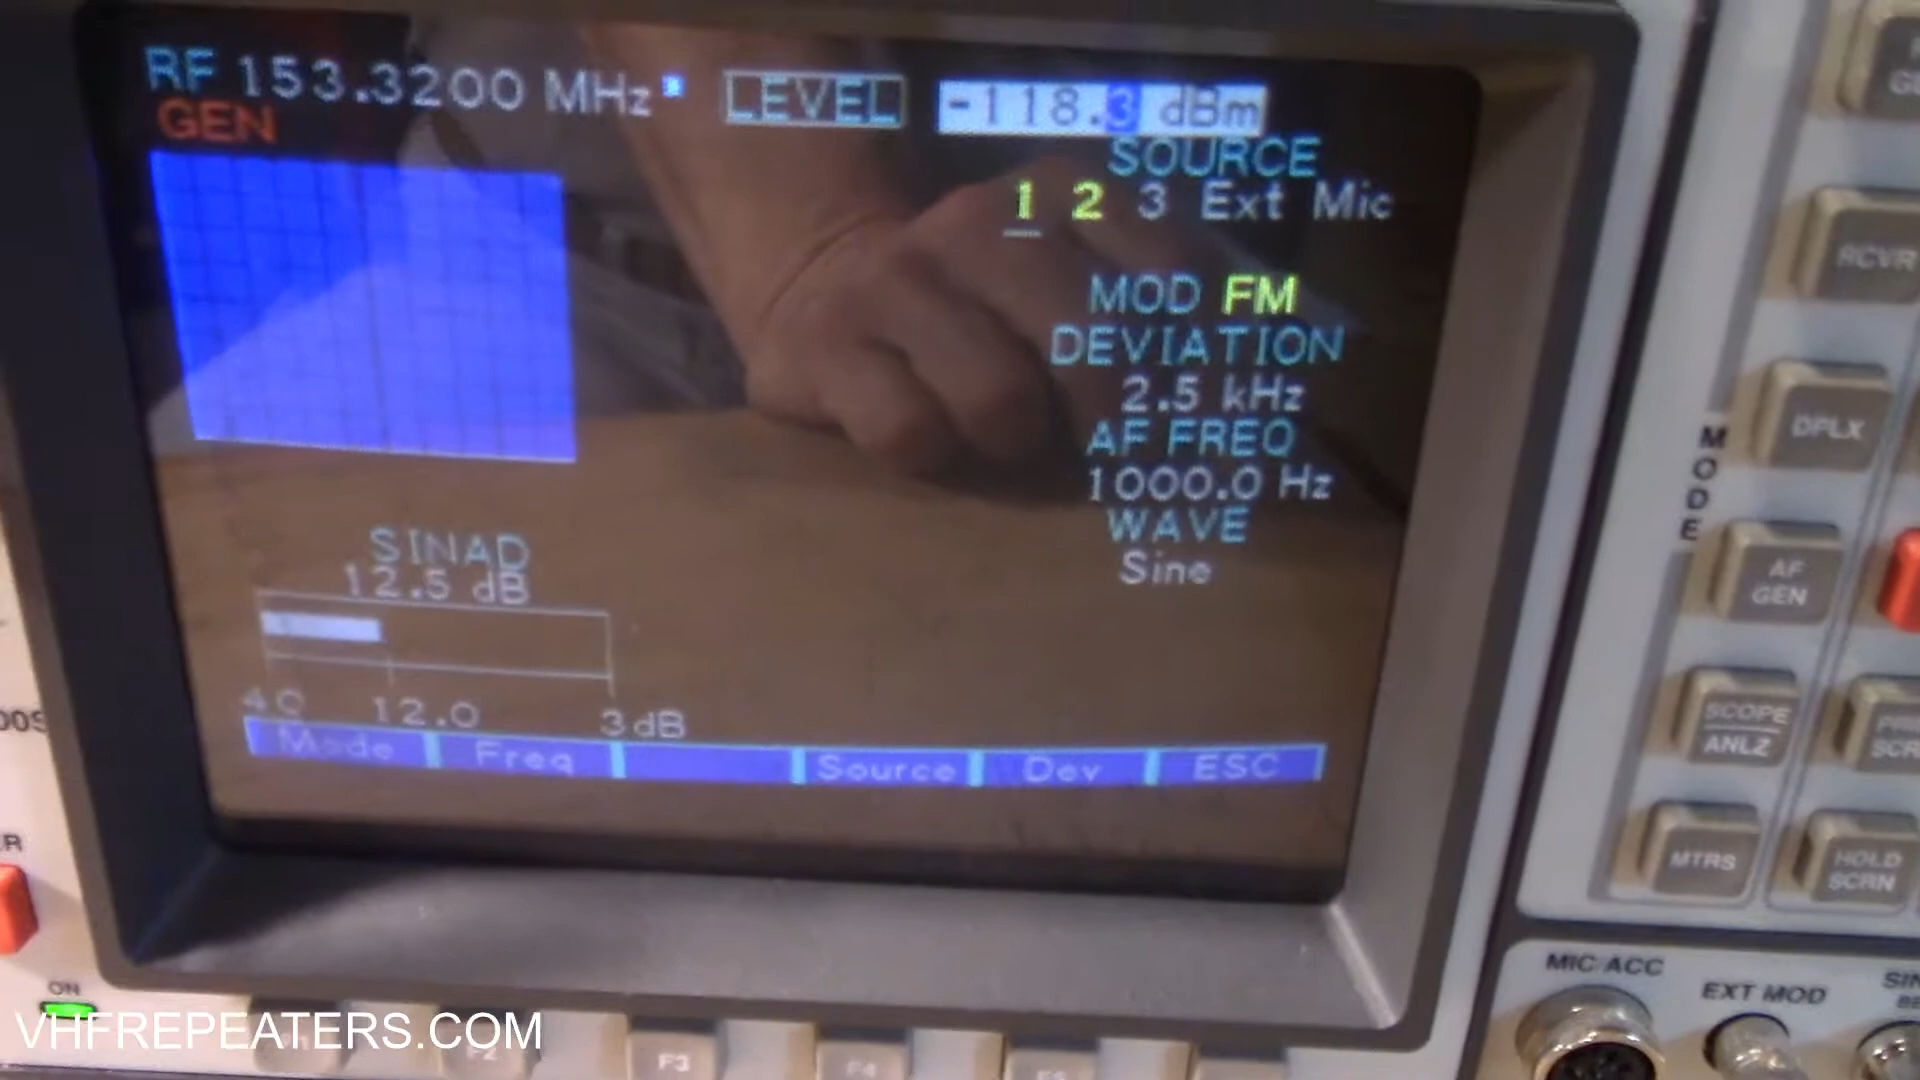 RF 153.3200 MHz* LEVEL -118.3 dBm
GEN
SOURCE
1 2 3 Ext Mic
MOD FM
DEVIATION
2.5 kHz
AF FREQ
1000.0 Hz
WAVE
Sine
SINAD
12.5 dB
12.0 3dB
Mode Freq Source Dev ESC
RCVR
DPLX
MODE
AF
GEN
SCOPE
ANLZ
MTRS
HOLD
SCRN
MIC/ACC
EXT MOD
ON
F2 F3 F4
VHFREPEATERS.COM